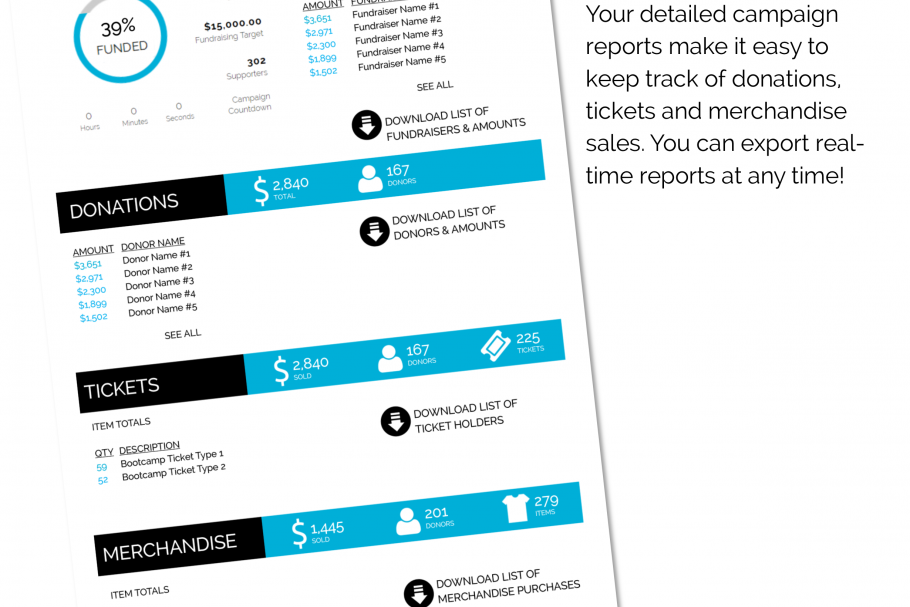 39%
FUNDED
$15,000.00
Fundraising Target
302
Supporters
0 0 0
Hours Minutes Seconds
Campaign
Countdown
AMOUNT
$3,651 Fundraiser Name #1
$2,971 Fundraiser Name #2
$2,300 Fundraiser Name #3
$1,899 Fundraiser Name #4
$1,502 Fundraiser Name #5
SEE ALL
DOWNLOAD LIST OF
FUNDRAISERS & AMOUNTS
DONATIONS
2,840
TOTAL
167
DONORS
DOWNLOAD LIST OF
DONORS & AMOUNTS
AMOUNT DONOR NAME
$3,651 Donor Name #1
$2,971 Donor Name #2
$2,300 Donor Name #3
$1,899 Donor Name #4
$1,502 Donor Name #5
SEE ALL
TICKETS
$ 2,840
SOLD
167
DONORS
225
TICKETS
ITEM TOTALS
DOWNLOAD LIST OF
TICKET HOLDERS
QTY DESCRIPTION
59 Bootcamp Ticket Type 1
52 Bootcamp Ticket Type 2
MERCHANDISE
$ 1,445
SOLD
201
DONORS
279
ITEMS
ITEM TOTALS
DOWNLOAD LIST OF
MERCHANDISE PURCHASES
Your detailed campaign
reports make it easy to
keep track of donations,
tickets and merchandise
sales. You can export real-
time reports at any time!